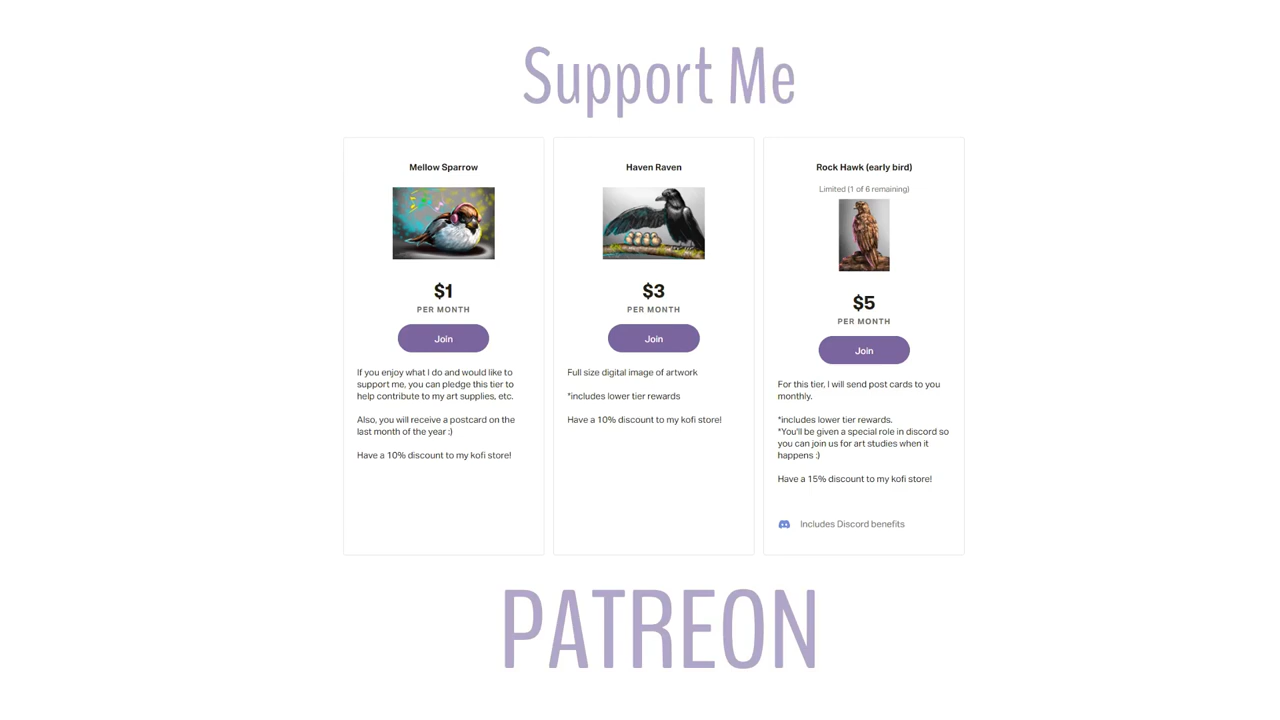 Support Me
Mellow Sparrow
$1
PER MONTH
Join
If you enjoy what I do and would like to
support me, you can pledge this tier to
help contribute to my art supplies, etc.
Also, you will receive a postcard on the
last month of the year :)
Have a 10% discount to my kofi store!
Haven Raven
$3
PER MONTH
Join
Full size digital image of artwork
*includes lower tier rewards
Have a 10% discount to my kofi store!
Rock Hawk (early bird)
Limited (1 of 6 remaining)
$5
PER MONTH
Join
For this tier, I will send post cards to you
monthly.
*includes lower tier rewards.
*You'll be given a special role in discord so
you can join us for art studies when it
happens :)
Have a 15% discount to my kofi store!
Includes Discord benefits
PATREON